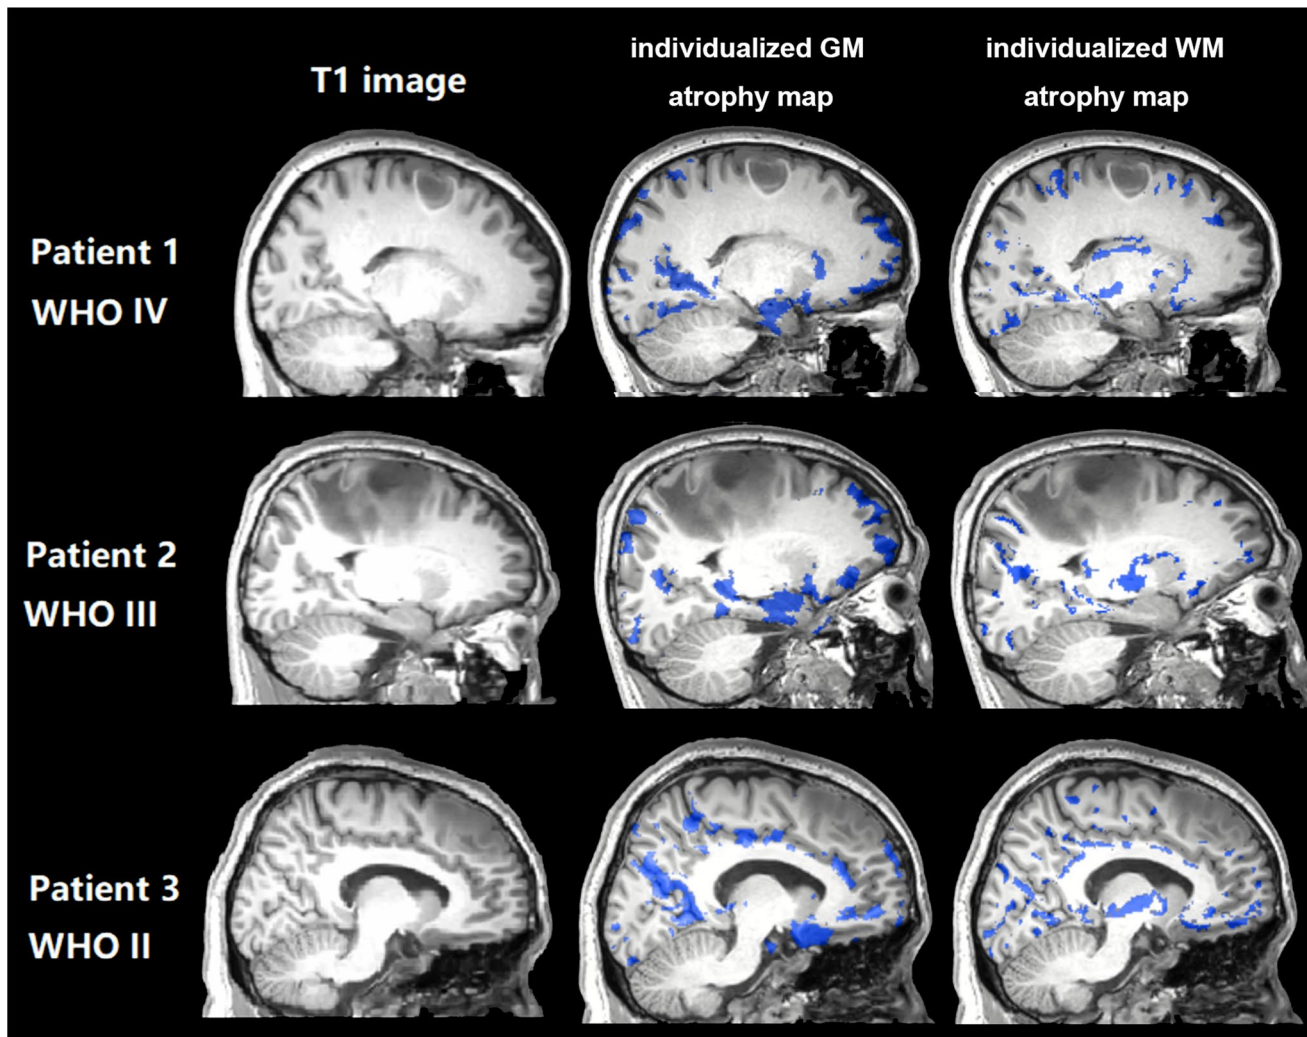 T1 image
individualized GM
atrophy map
individualized WM
atrophy map
Patient 1
WHO IV
Patient 2
WHO III
Patient 3
WHO II